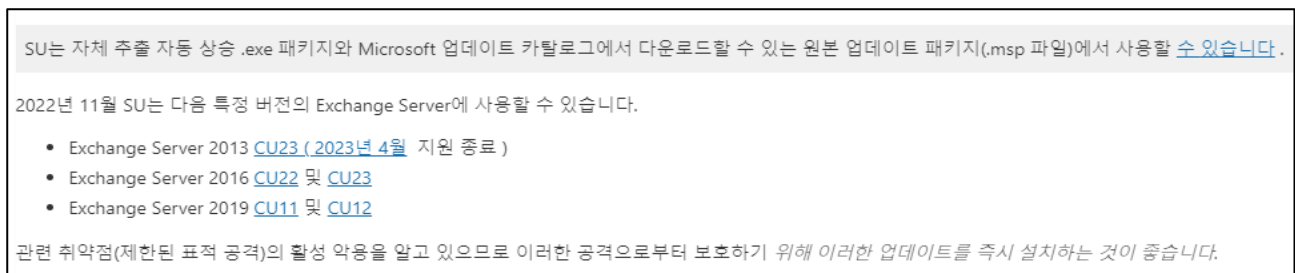 SU는 자체 추출 자동 상승 .exe 패키지와 Microsoft 업데이트 카탈로그에서 다운로드할 수 있는 원본 업데이트 패키지(.msp 파일)에서 사용할 수 있습니다 .
2022년 11월 SU는 다음 특정 버전의 Exchange Server에 사용할 수 있습니다.
• Exchange Server 2013 CU23 ( 2023년 4월 지원 종료 )
• Exchange Server 2016 CU22 및 CU23
• Exchange Server 2019 CU11 및 CU12
관련 취약점(제한된 표적 공격)의 활성 악용을 알고 있으므로 이러한 공격으로부터 보호하기 위해 이러한 업데이트를 즉시 설치하는 것이 좋습니다.